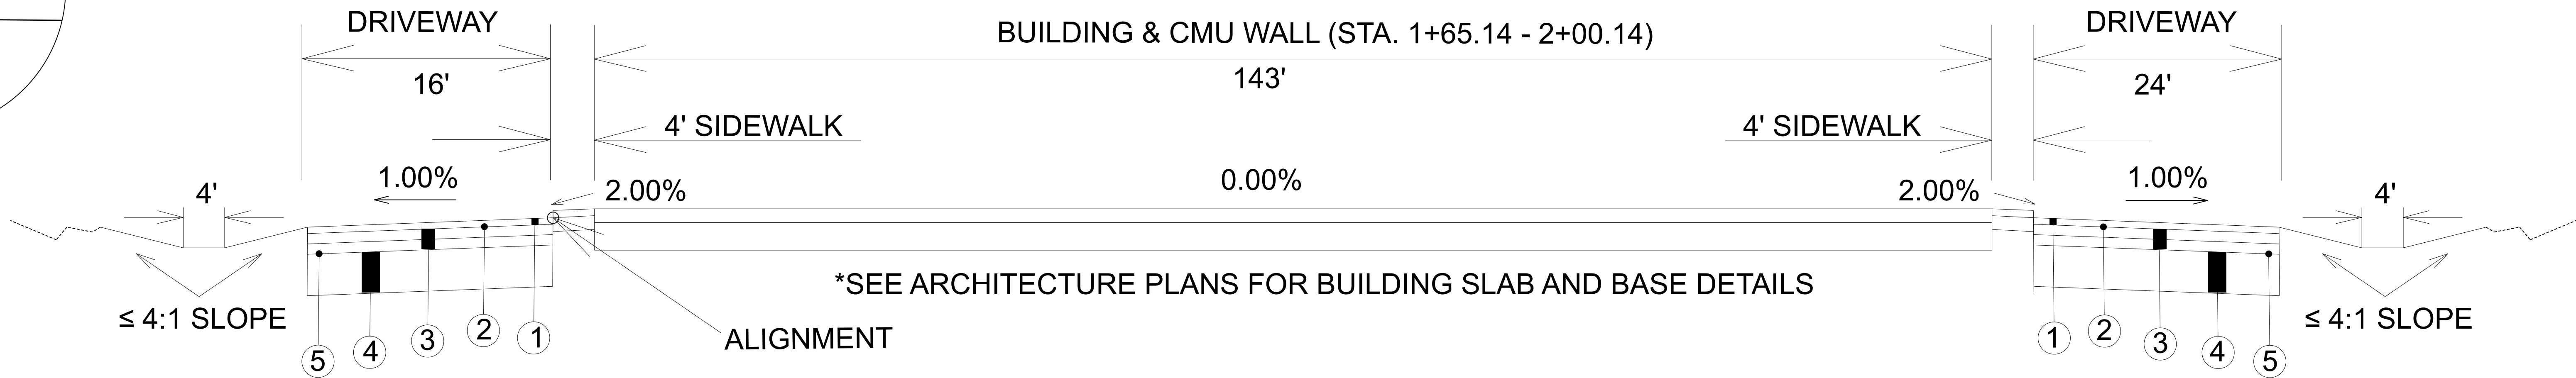 DRIVEWAY
BUILDING & CMU WALL (STA. 1+65.14 - 2+00.14)
DRIVEWAY
16'
143'
24'
4' SIDEWALK
4' SIDEWALK
4'
1.00%
2.00%
0.00%
2.00%
1.00%
4'
*SEE ARCHITECTURE PLANS FOR BUILDING SLAB AND BASE DETAILS
≤ 4:1 SLOPE
ALIGNMENT
≤ 4:1 SLOPE
5
4
3
2
1
1
2
3
4
5